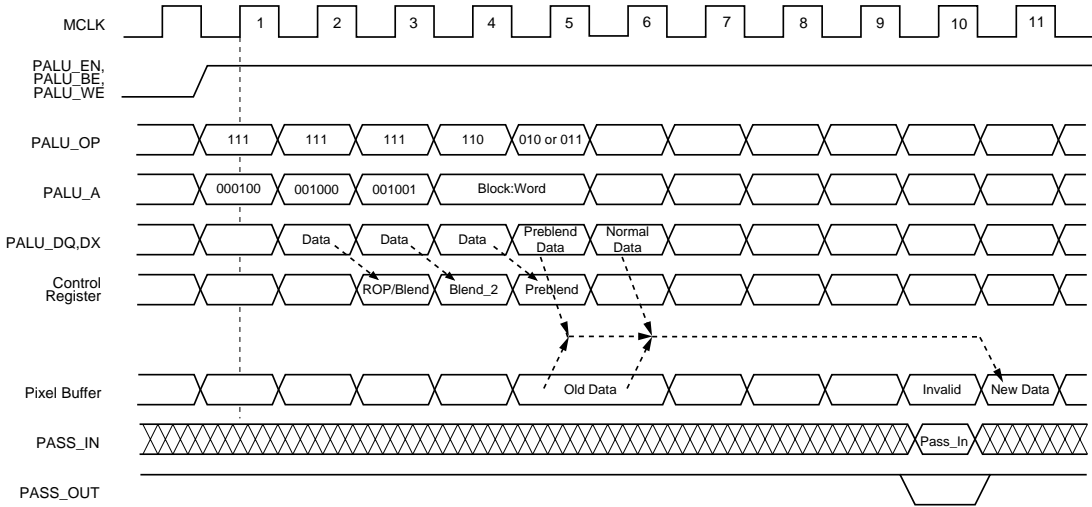 MCLK 1 2 3 4 5 6 7 8 9 10 11
PALU_EN,
PALU_BE,
PALU_WE
PALU_OP 111 111 111 110 010 or 011
PALU_A 000100 001000 001001 Block:Word
PALU_DQ,DX Data Data Data Preblend Data Normal Data
Control
Register ROP/Blend Blend_2 Preblend
Pixel Buffer Old Data Invalid New Data
PASS_IN Pass_In
PASS_OUT